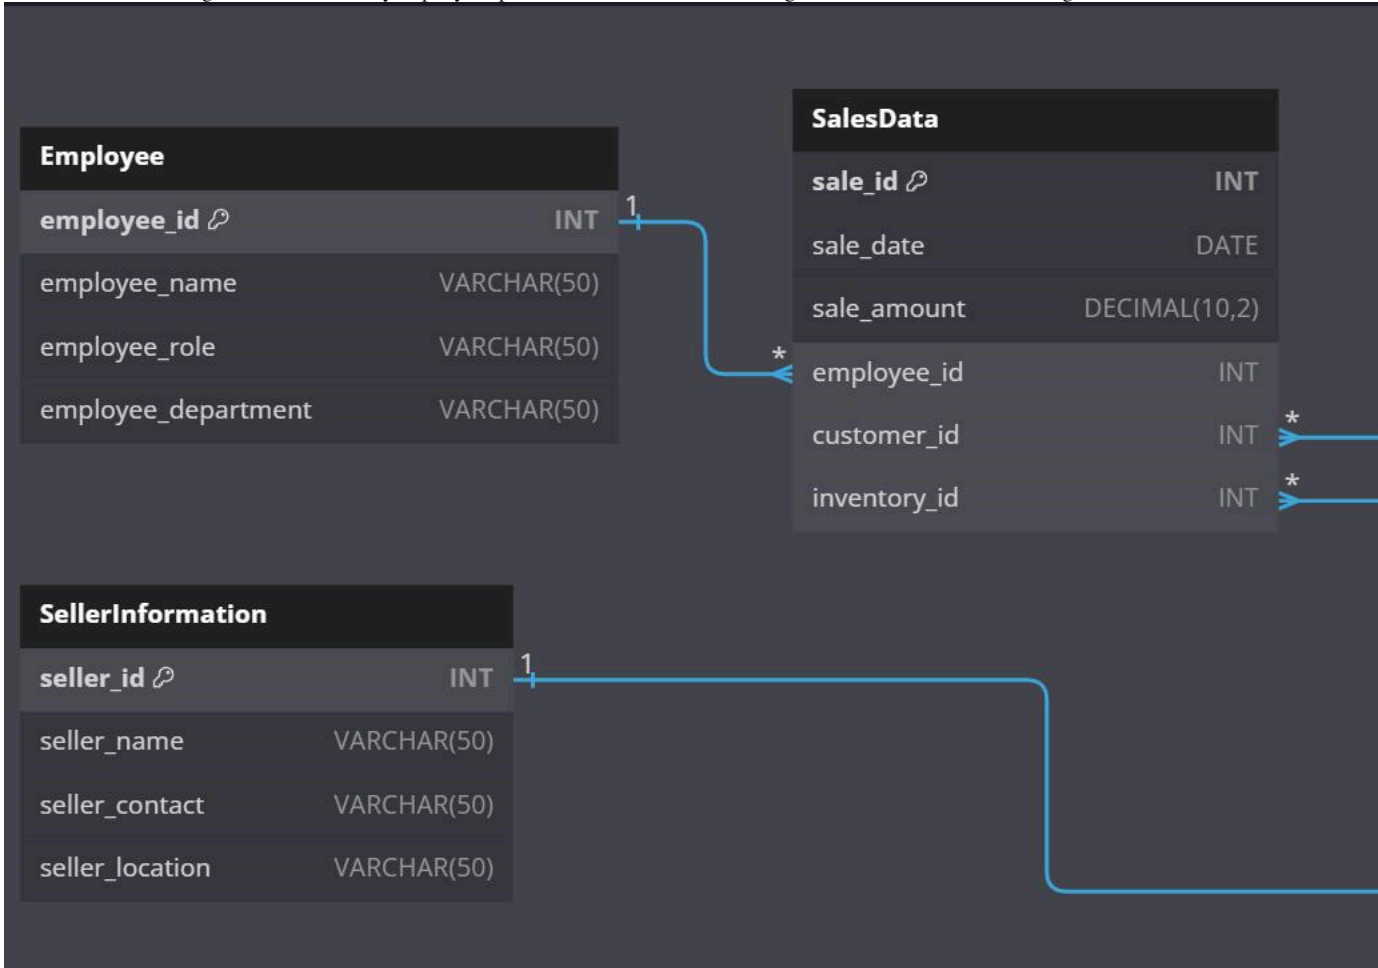 Employee
employee_id INT
employee_name VARCHAR(50)
employee_role VARCHAR(50)
employee_department VARCHAR(50)
1
*
SalesData
sale_id INT
sale_date DATE
sale_amount DECIMAL(10,2)
employee_id INT
customer_id INT *
inventory_id INT *
SellerInformation
seller_id INT 1
seller_name VARCHAR(50)
seller_contact VARCHAR(50)
seller_location VARCHAR(50)